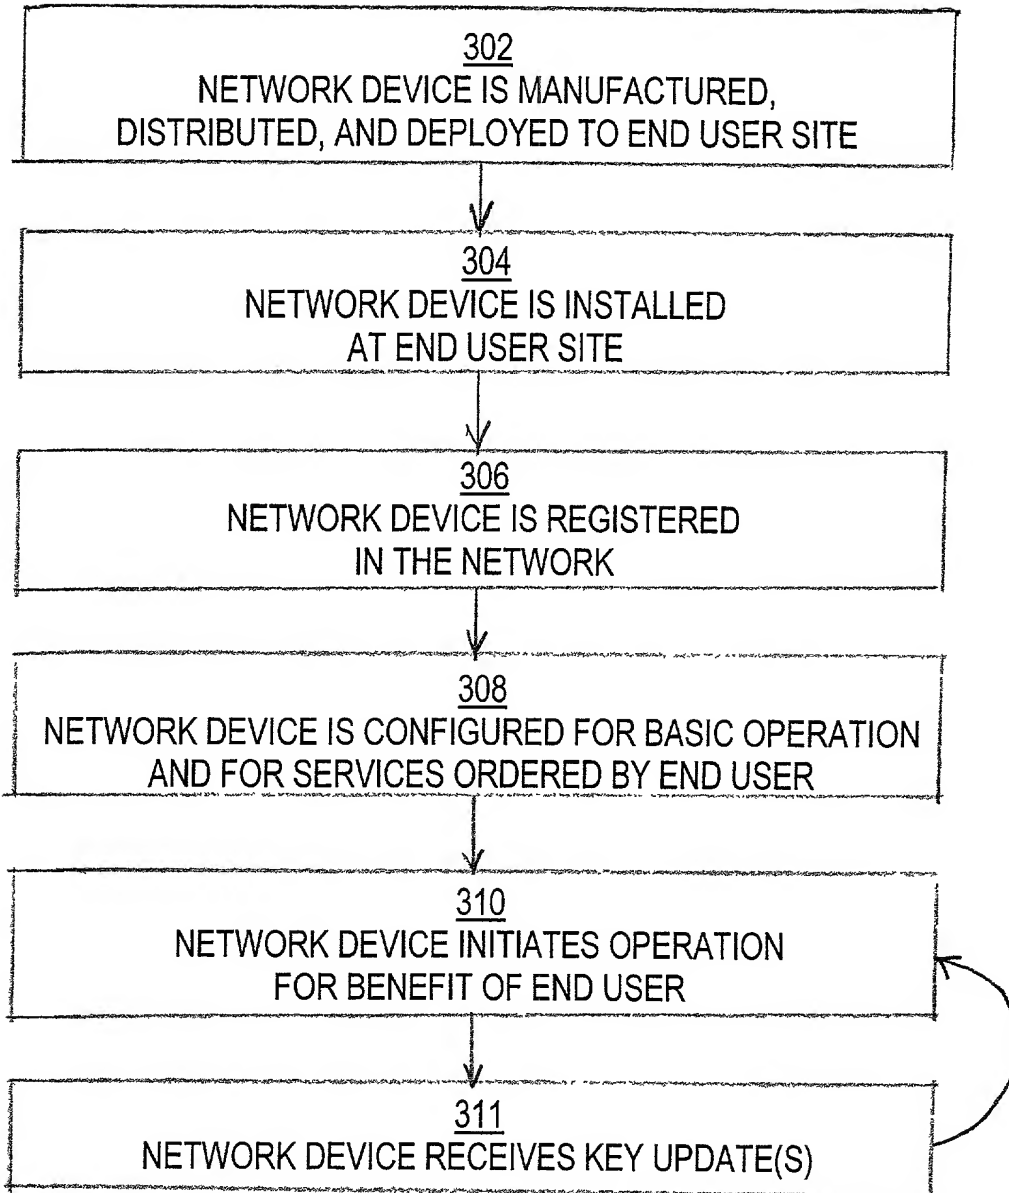 302
NETWORK DEVICE IS MANUFACTURED,
DISTRIBUTED, AND DEPLOYED TO END USER SITE
304
NETWORK DEVICE IS INSTALLED
AT END USER SITE
306
NETWORK DEVICE IS REGISTERED
IN THE NETWORK
308
NETWORK DEVICE IS CONFIGURED FOR BASIC OPERATION
AND FOR SERVICES ORDERED BY END USER
310
NETWORK DEVICE INITIATES OPERATION
FOR BENEFIT OF END USER
311
NETWORK DEVICE RECEIVES KEY UPDATE(S)